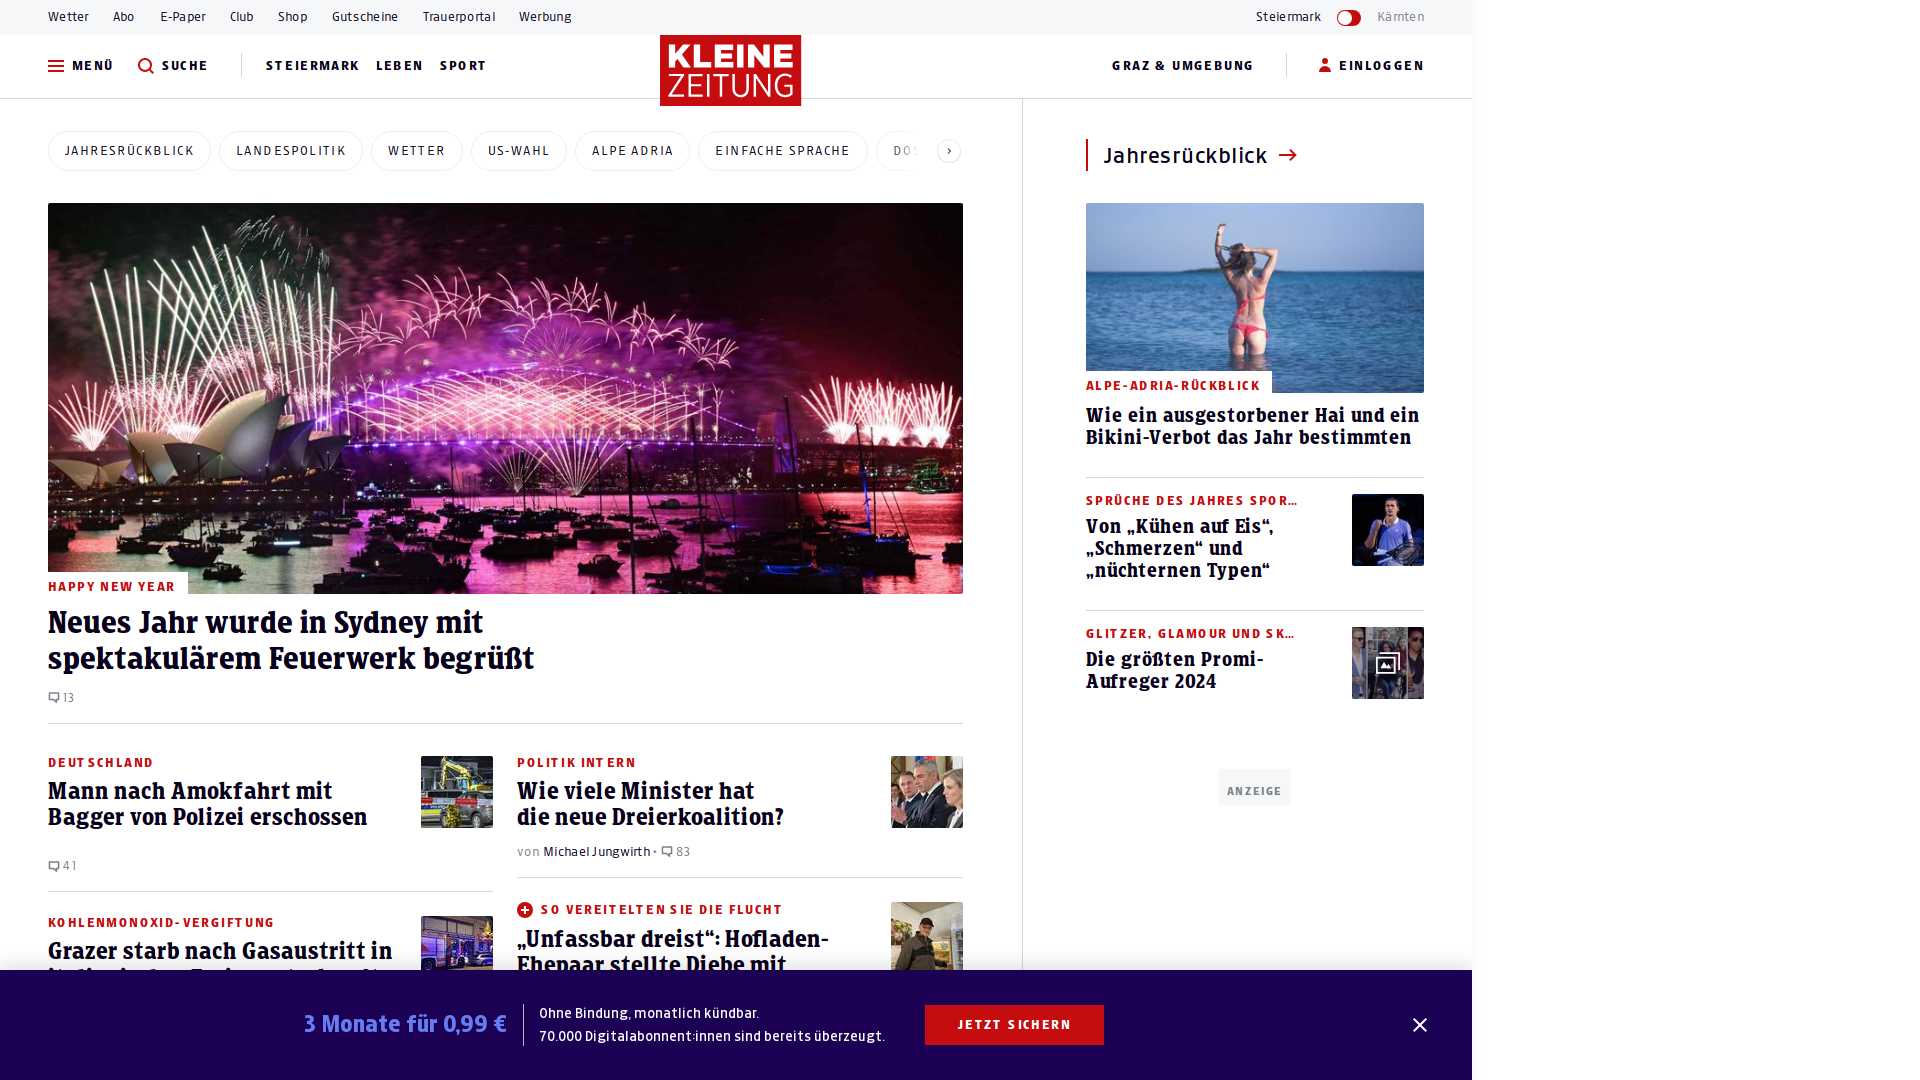 Wetter Abo E-Paper Club Shop Gutscheine Trauerportal Werbung Steiermark Kärnten
MENÜ SUCHE STEIERMARK LEBEN SPORT KLEINE ZEITUNG GRAZ & UMGEBUNG EINLOGGEN
JAHRESRÜCKBLICK LANDESPOLITIK WETTER US-WAHL ALPE ADRIA EINFACHE SPRACHE
HAPPY NEW YEAR
Neues Jahr wurde in Sydney mit
spektakulärem Feuerwerk begrüßt
13
DEUTSCHLAND
Mann nach Amokfahrt mit
Bagger von Polizei erschossen
41
POLITIK INTERN
Wie viele Minister hat
die neue Dreierkoalition?
von Michael Jungwirth • 83
KOHLENMONOXID-VERGIFTUNG
Grazer starb nach Gasaustritt in
SO VEREITELTEN SIE DIE FLUCHT
„Unfassbar dreist“: Hofladen-
Ehepaar stellte Diebe mit
Jahresrückblick
ALPE-ADRIA-RÜCKBLICK
Wie ein ausgestorbener Hai und ein
Bikini-Verbot das Jahr bestimmten
SPRÜCHE DES JAHRES SPOR...
Von „Kühen auf Eis“,
„Schmerzen“ und
„nüchternen Typen“
GLITZER, GLAMOUR UND SK...
Die größten Promi-
Aufreger 2024
ANZEIGE
3 Monate für 0,99 €
Ohne Bindung, monatlich kündbar.
70.000 Digitalabonnent:innen sind bereits überzeugt.
JETZT SICHERN